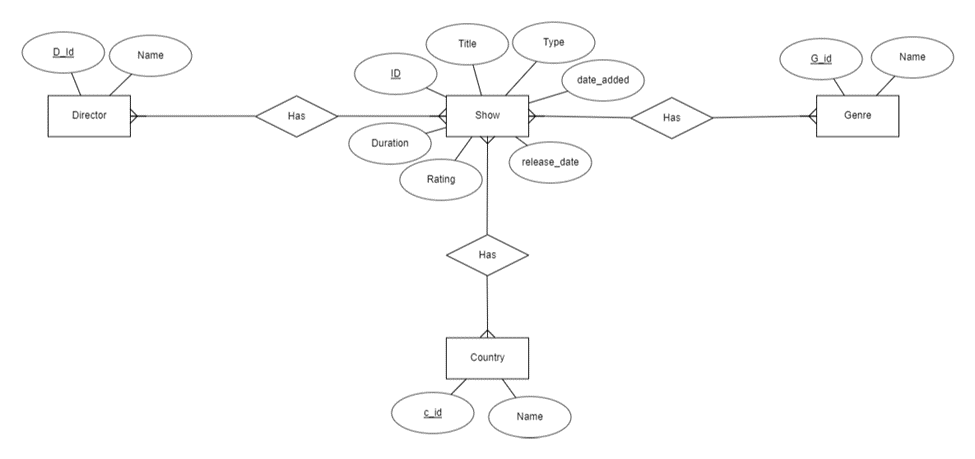 Title
Type
D_Id
Name
G_id
Name
ID
date_added
Director
Has
Show
Has
Genre
Duration
release_date
Rating
Has
Country
c_id
Name